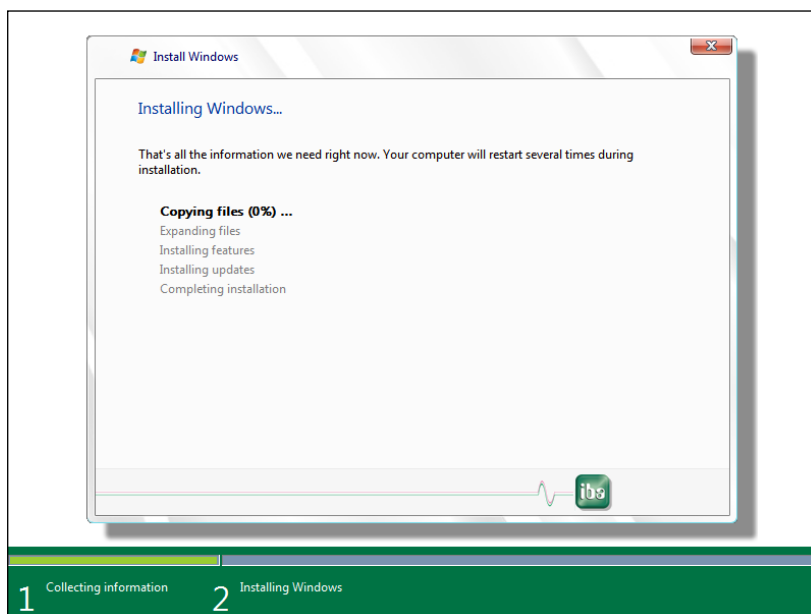 Install Windows
Installing Windows...
That's all the information we need right now. Your computer will restart several times during
installation.
Copying files (0%) ...
Expanding files
Installing features
Installing updates
Completing installation
iba
1 Collecting information 2 Installing Windows